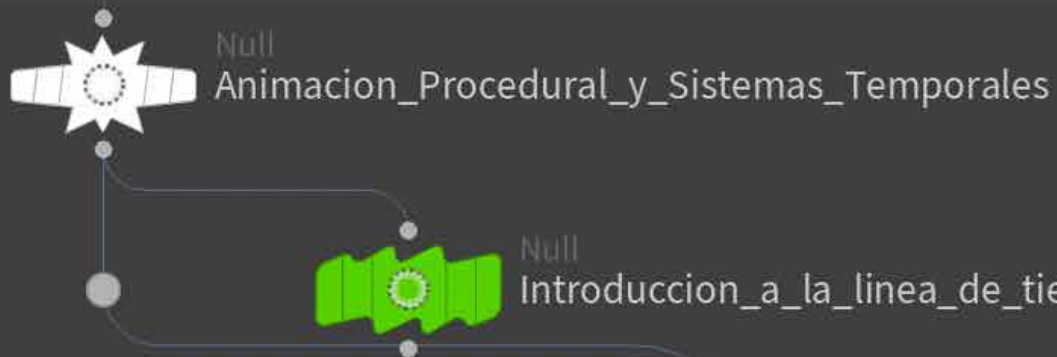 Null
Animacion_Procedural_y_Sistemas_Temporales
Null
Introduccion_a_la_linea_de_tie